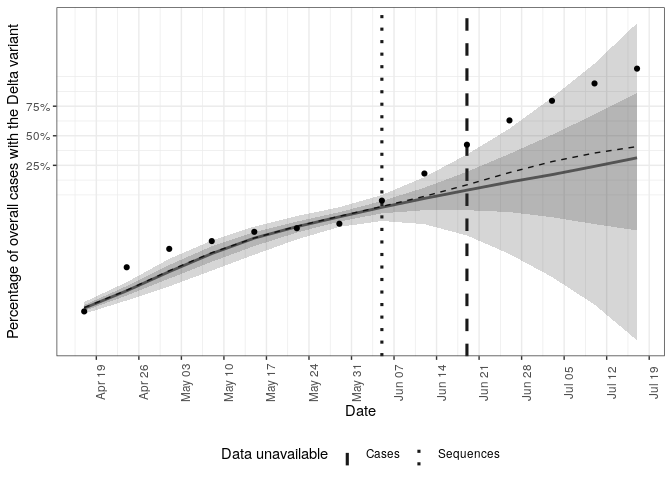 Percentage of overall cases with the Delta variant
75%
50%
25%
Apr 19
Apr 26
May 03
May 10
May 17
May 24
May 31
Jun 07
Jun 14
Jun 21
Jun 28
Jul 05
Jul 12
Jul 19
Date
Data unavailable Cases Sequences